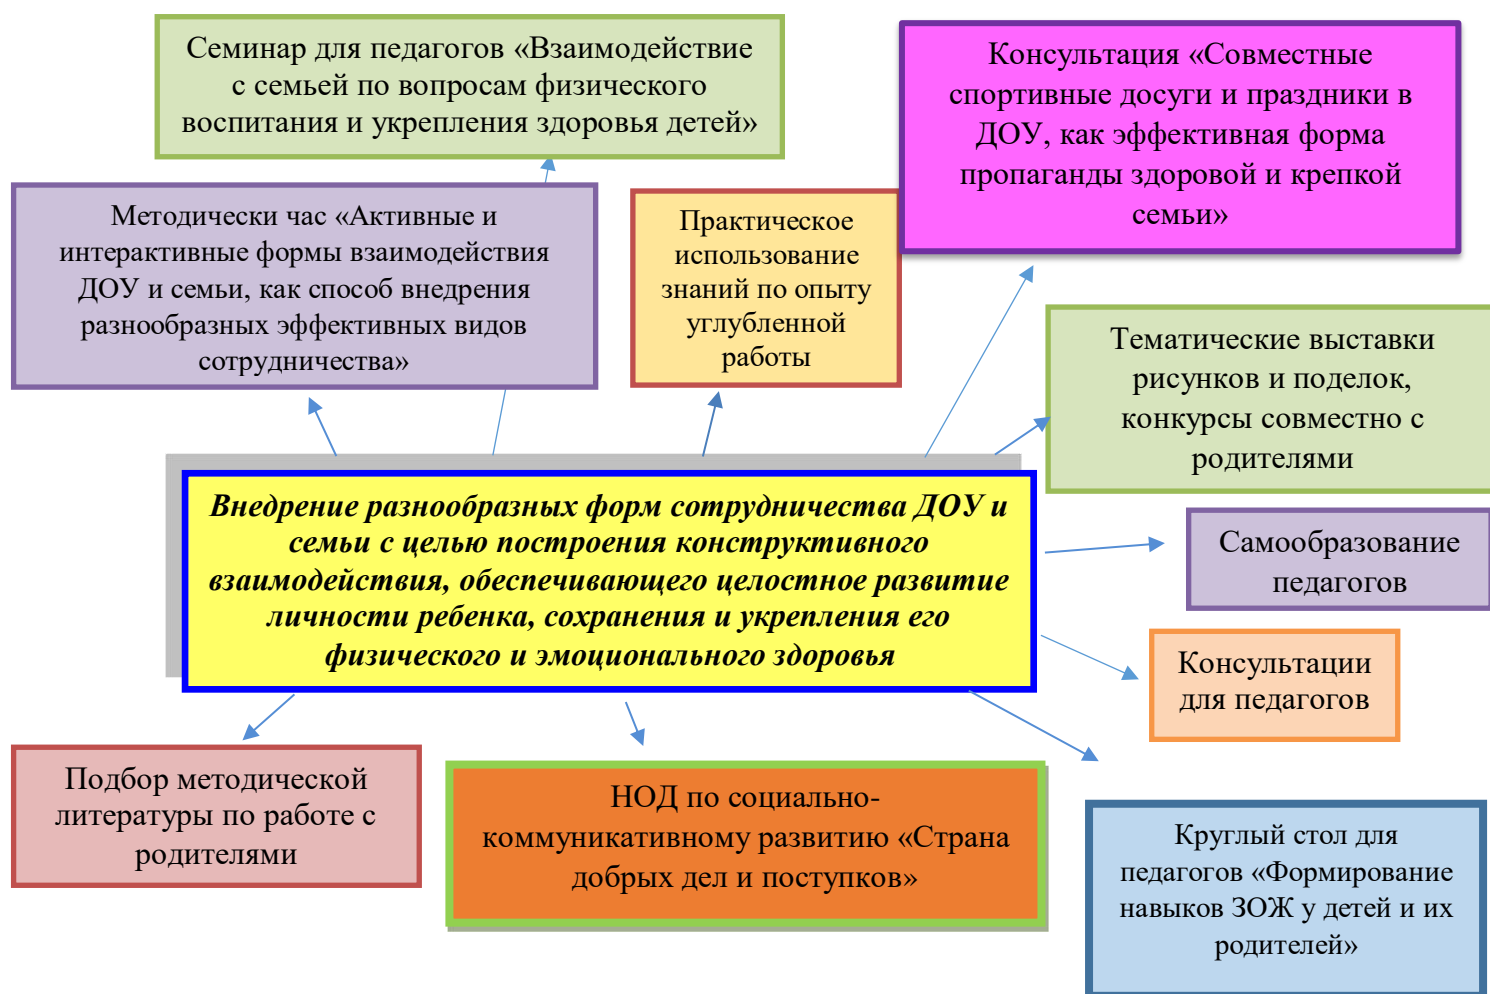 Семинар для педагогов «Взаимодействие
с семьей по вопросам физического
воспитания и укрепления здоровья детей»
Консультация «Совместные
спортивные досуги и праздники в
ДОУ, как эффективная форма
пропаганды здоровой и крепкой
семьи»
Методически час «Активные и
интерактивные формы взаимодействия
ДОУ и семьи, как способ внедрения
разнообразных эффективных видов
сотрудничества»
Практическое
использование
знаний по опыту
углубленной
работы
Тематические выставки
рисунков и поделок,
конкурсы совместно с
родителями
Внедрение разнообразных форм сотрудничества ДОУ и
семьи с целью построения конструктивного
взаимодействия, обеспечивающего целостное развитие
личности ребенка, сохранения и укрепления его
физического и эмоционального здоровья
Самообразование
педагогов
Консультации
для педагогов
Подбор методической
литературы по работе с
родителями
НОД по социально-
коммуникативному развитию «Страна
добрых дел и поступков»
Круглый стол для
педагогов «Формирование
навыков ЗОЖ у детей и их
родителей»